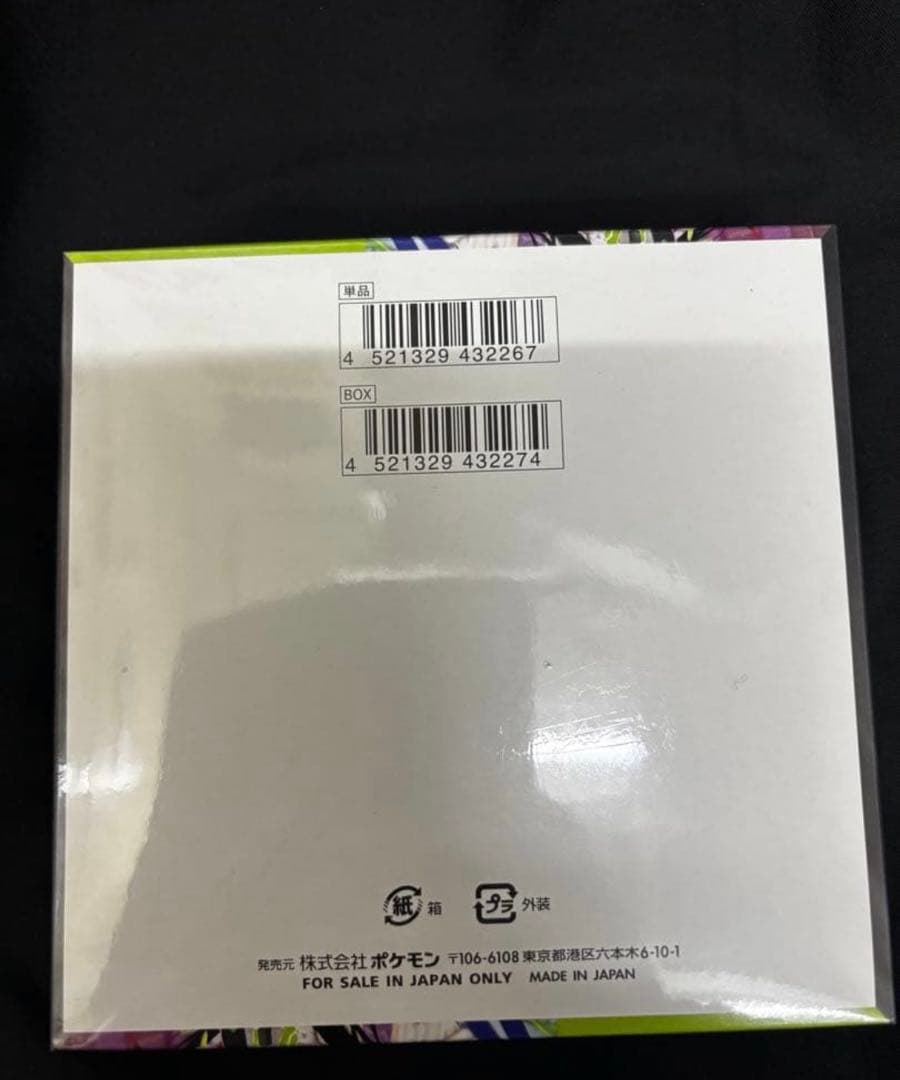 単品
4 521329 432267
BOX
4 521329 432274
紙 箱 プラ 外装
発売元 株式会社ポケモン 〒106-6108 東京都港区六本木6-10-1
FOR SALE IN JAPAN ONLY MADE IN JAPAN